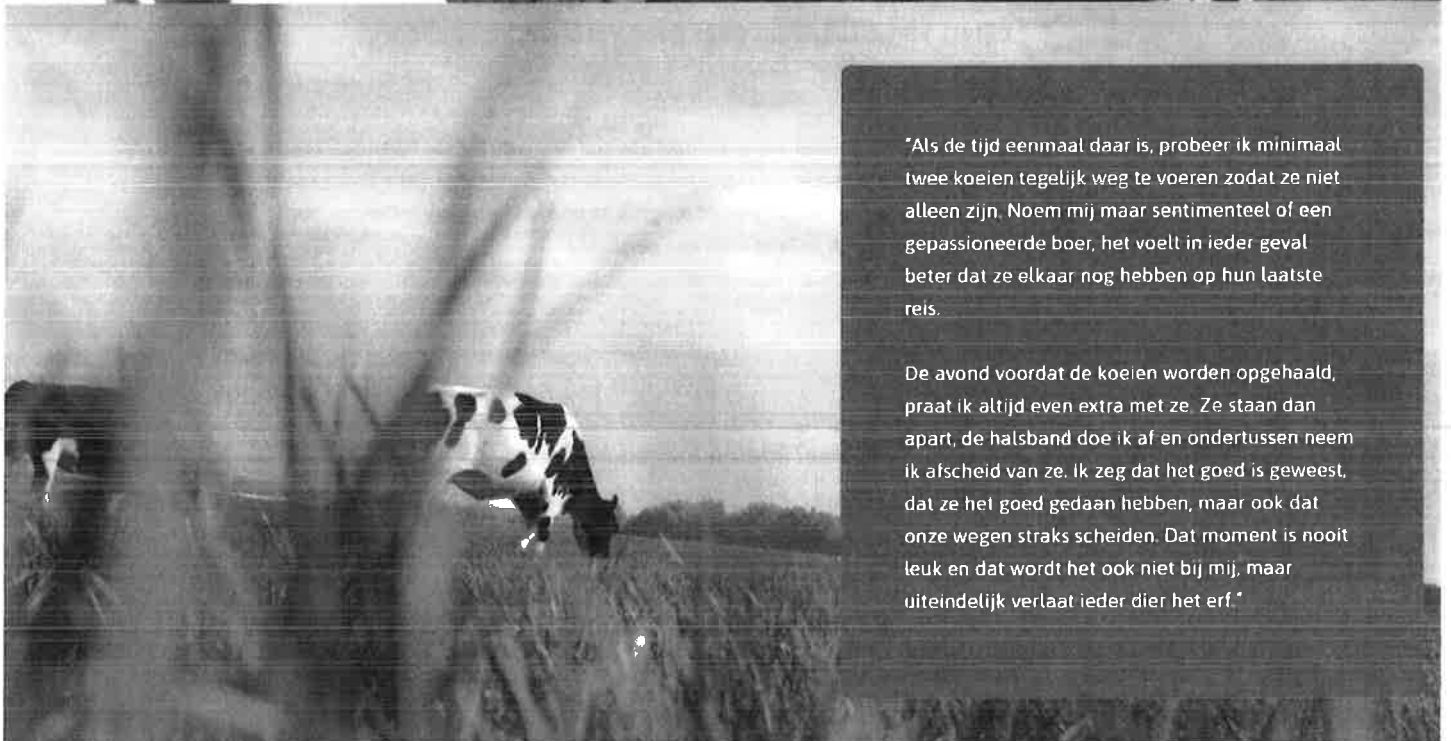 "Als de tijd eenmaal daar is, probeer ik minimaal
twee koeien tegelijk weg te voeren zodat ze niet
alleen zijn. Noem mij maar sentimenteel of een
gepassioneerde boer, het voelt in ieder geval
beter dat ze elkaar nog hebben op hun laatste
reis.
De avond voordat de koeien worden opgehaald,
praat ik altijd even extra met ze. Ze staan dan
apart, de halsband doe ik af en ondertussen neem
ik afscheid van ze. Ik zeg dat het goed is geweest,
dat ze het goed gedaan hebben, maar ook dat
onze wegen straks scheiden. Dat moment is nooit
leuk en dat wordt het ook niet bij mij, maar
uiteindelijk verlaat ieder dier het erf."